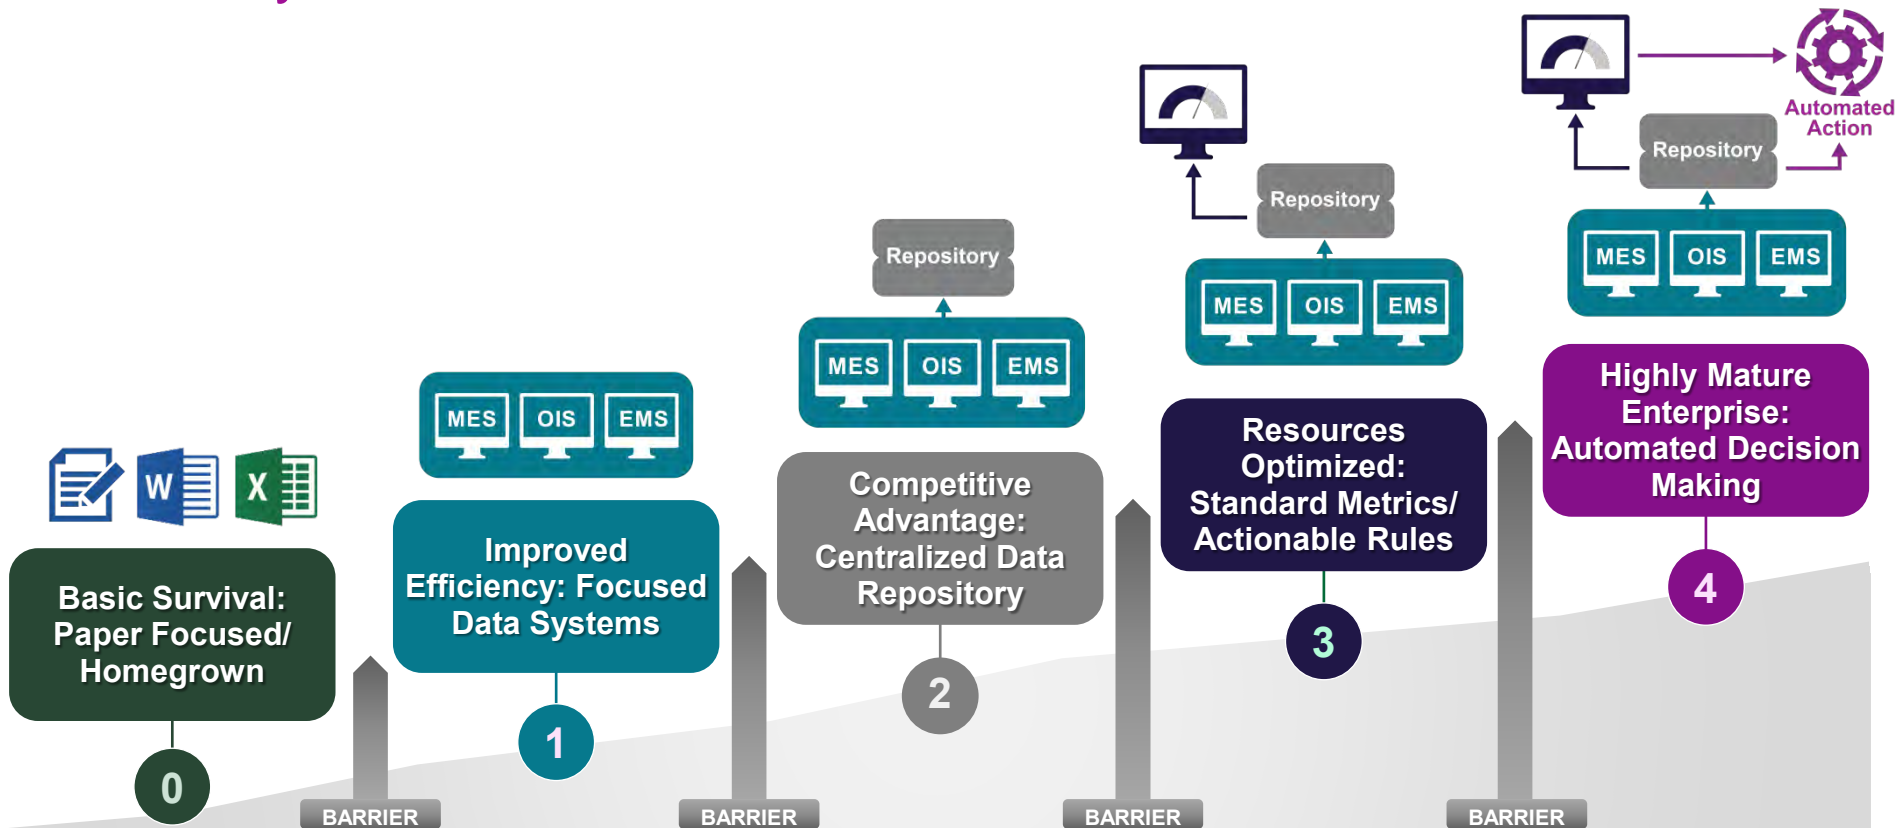 Automated
Action
Repository
MES OIS EMS
Highly Mature
Enterprise:
Automated Decision
Making
4
Repository
MES OIS EMS
Resources
Optimized:
Standard Metrics/
Actionable Rules
3
Repository
MES OIS EMS
Competitive
Advantage:
Centralized Data
Repository
2
MES OIS EMS
Improved
Efficiency: Focused
Data Systems
1
W X
Basic Survival:
Paper Focused/
Homegrown
0
BARRIER BARRIER BARRIER BARRIER